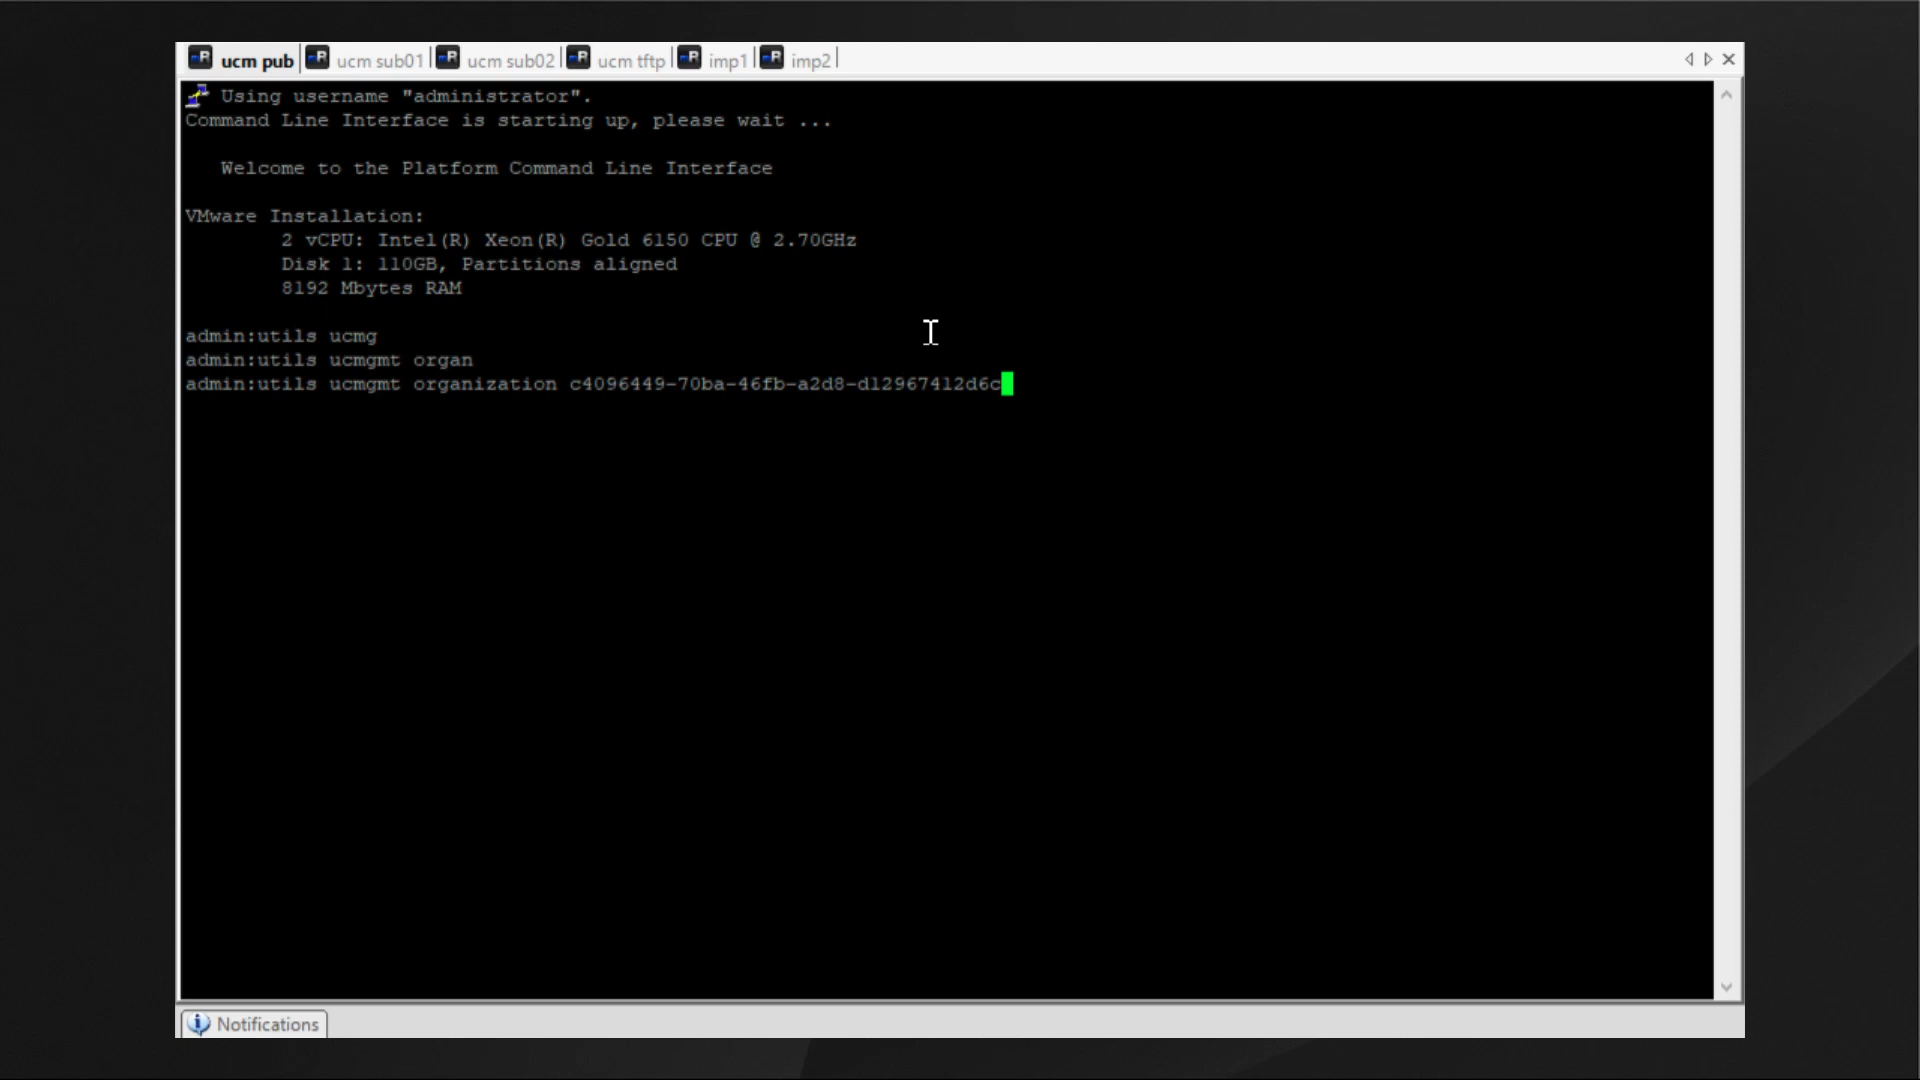 ucm pub ucm sub01 ucm sub02 ucm tftp imp1 imp2
Using username "administrator".
Command Line Interface is starting up, please wait ...
Welcome to the Platform Command Line Interface
VMware Installation:
2 vCPU: Intel(R) Xeon(R) Gold 6150 CPU @ 2.70GHz
Disk 1: 110GB, Partitions aligned
8192 Mbytes RAM
admin:utils ucmg
admin:utils ucmgmt organ
admin:utils ucmgmt organization c4096449-70ba-46fb-a2d8-d12967412d6c
Notifications